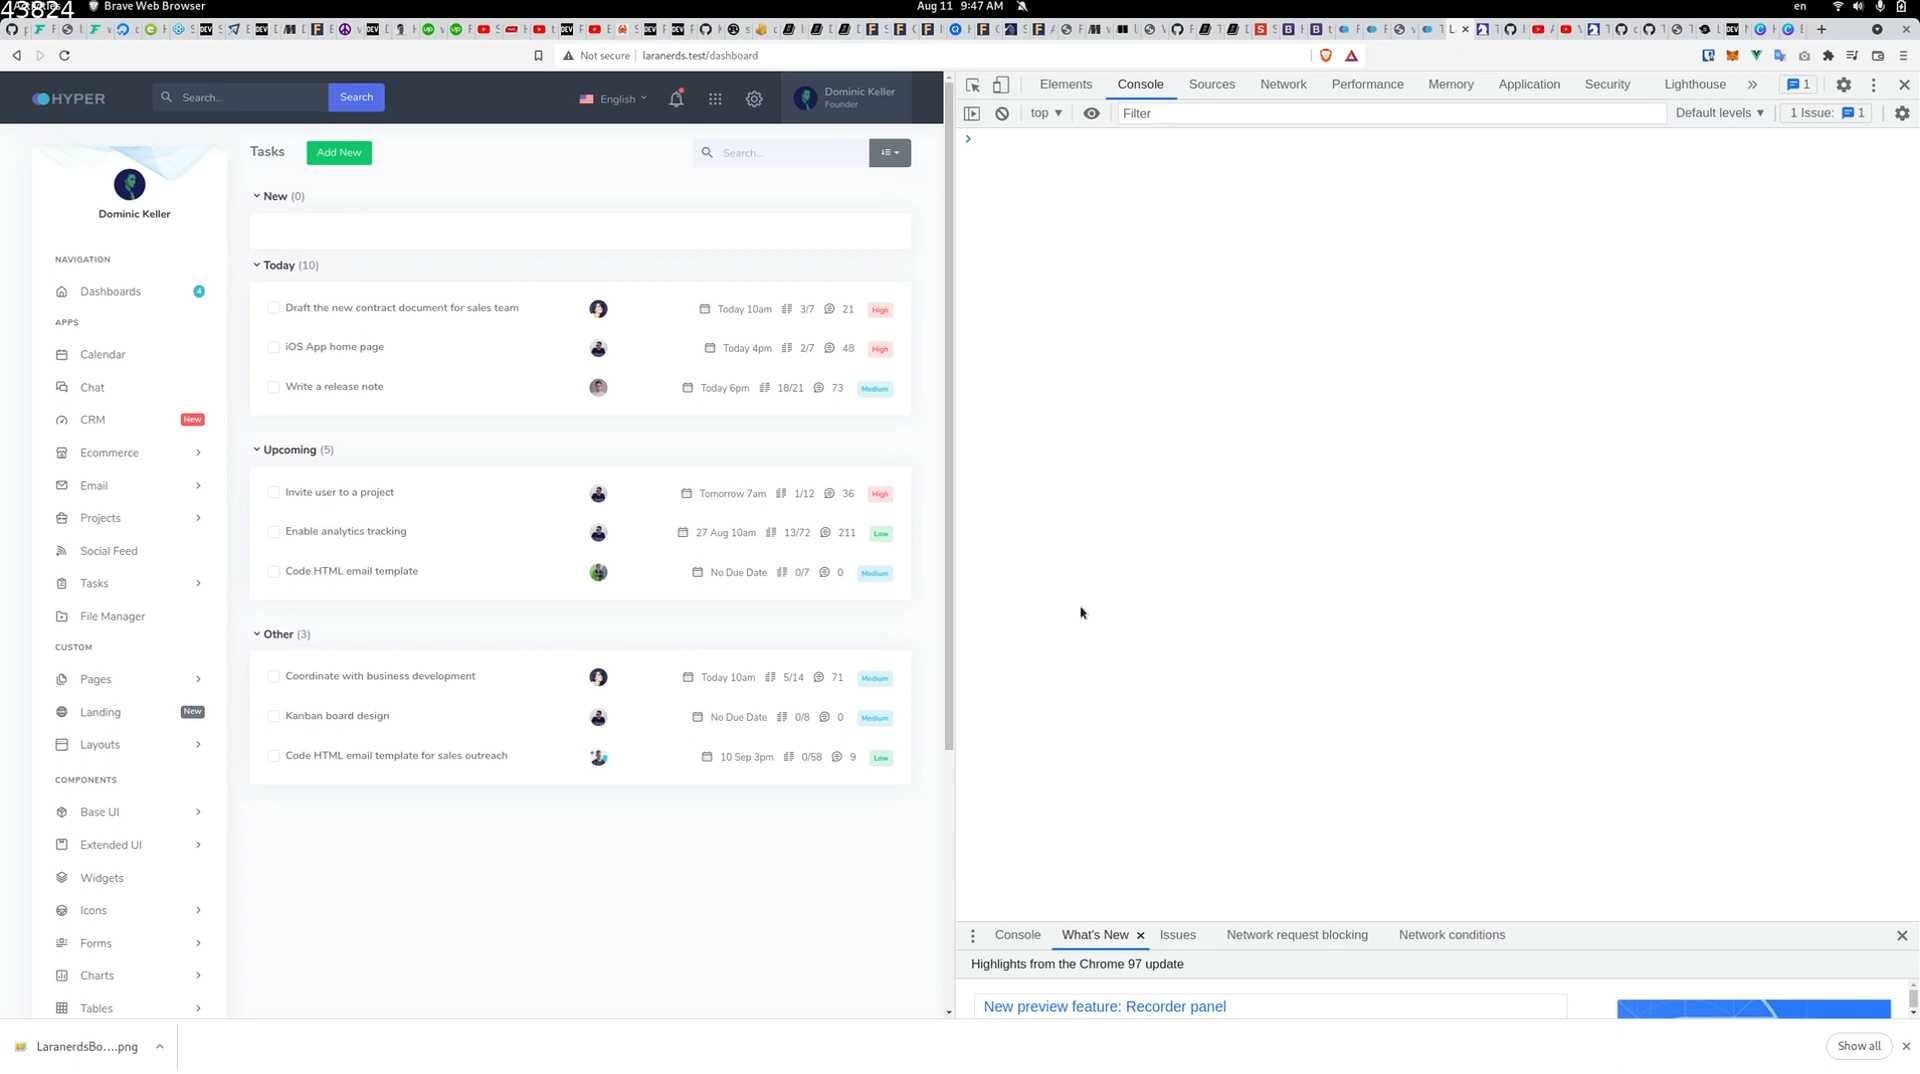 43824
Brave Web Browser
Aug 11 9:47 AM
en
Not secure laranerds.test/dashboard
HYPER
Search...
Search
English
Dominic Keller
Founder
Elements Console Sources Network Performance Memory Application Security Lighthouse 1
top
Filter
Default levels
1 Issue: 1
Dominic Keller
NAVIGATION
Dashboards 4
APPS
Calendar
Chat
CRM New
Ecommerce
Email
Projects
Social Feed
Tasks
File Manager
CUSTOM
Pages
Landing New
Layouts
COMPONENTS
Base UI
Extended UI
Widgets
Icons
Forms
Charts
Tables
Tasks Add New
Search...
New (0)
Today (10)
Draft the new contract document for sales team Today 10am 3/7 21 High
iOS App home page Today 4pm 2/7 48 High
Write a release note Today 6pm 18/21 73 Medium
Upcoming (5)
Invite user to a project Tomorrow 7am 1/12 36 High
Enable analytics tracking 27 Aug 10am 13/72 211 Low
Code HTML email template No Due Date 0/7 0 Medium
Other (3)
Coordinate with business development Today 10am 5/14 71 Medium
Kanban board design No Due Date 0/8 0 Medium
Code HTML email template for sales outreach 10 Sep 3pm 0/58 9 Low
Console What's New Issues Network request blocking Network conditions
Highlights from the Chrome 97 update
New preview feature: Recorder panel
LaranerdsBo....png
Show all